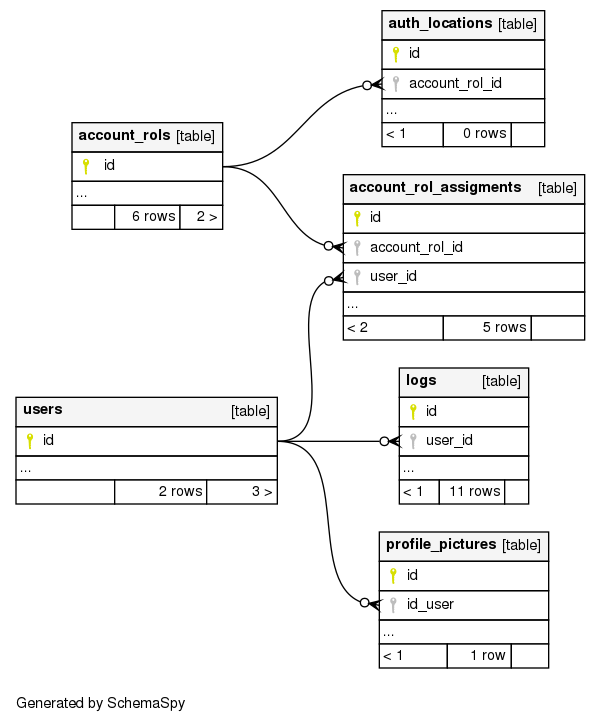 auth_locations [table]
id
account_rol_id
...
< 1 0 rows
account_rols [table]
id
...
6 rows 2 >
account_rol_assigments [table]
id
account_rol_id
user_id
...
< 2 5 rows
logs [table]
id
user_id
...
< 1 11 rows
users [table]
id
...
2 rows 3 >
profile_pictures [table]
id
id_user
...
< 1 1 row
Generated by SchemaSpy